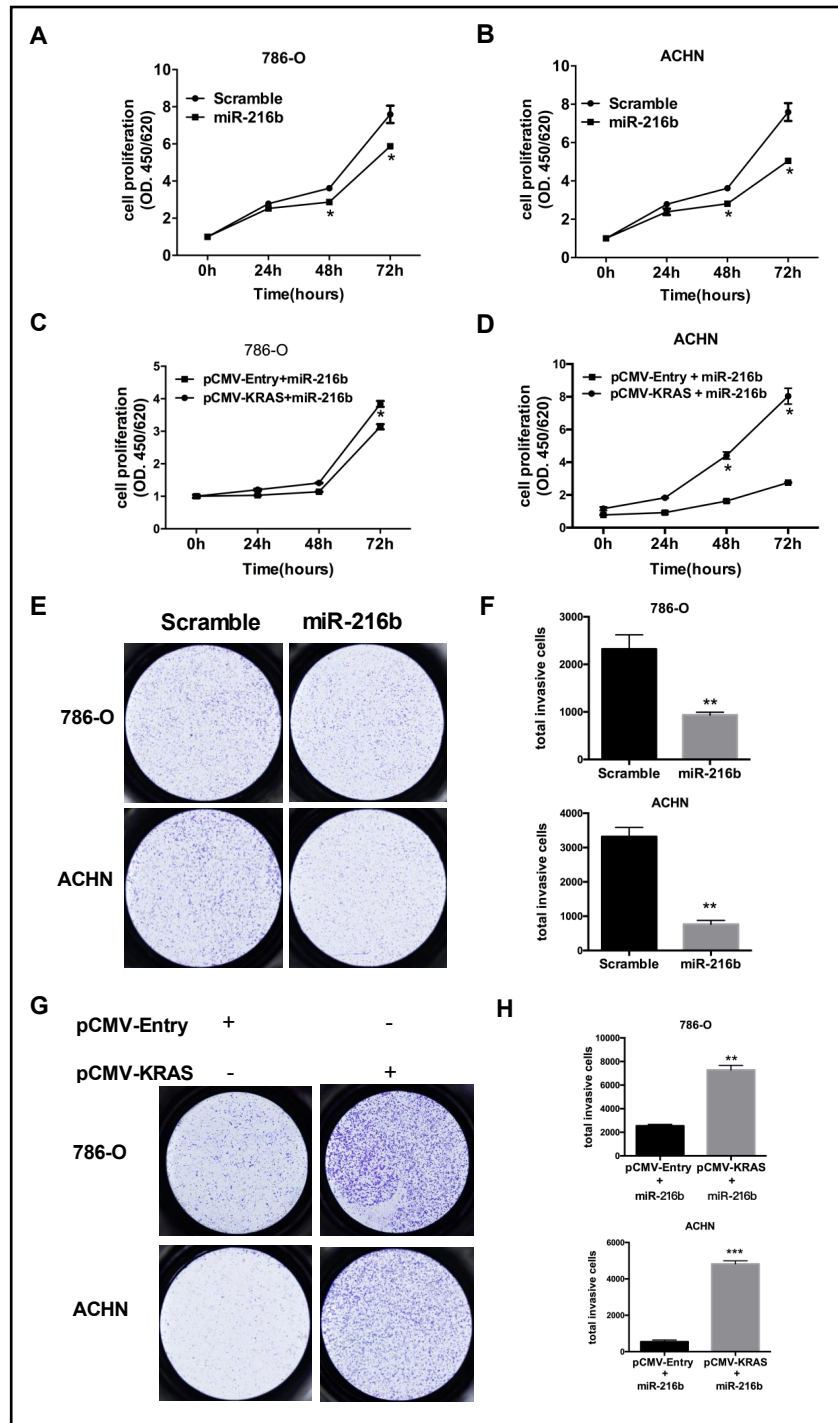 A
786-O
10
8
6
4
2
0
Scramble
miR-216b
*
*
cell proliferation
(OD. 450/620)
0h 24h 48h 72h
Time(hours)
B
ACHN
10
8
6
4
2
0
Scramble
miR-216b
*
*
cell proliferation
(OD. 450/620)
0h 24h 48h 72h
Time(hours)
C
786-O
5
4
3
2
1
0
pCMV-Entry+miR-216b
pCMV-KRAS+miR-216b
*
cell proliferation
(OD. 450/620)
0h 24h 48h 72h
Time(hours)
D
ACHN
10
8
6
4
2
0
pCMV-Entry + miR-216b
pCMV-KRAS + miR-216b
*
*
cell proliferation
(OD. 450/620)
0h 24h 48h 72h
Time(hours)
E
Scramble miR-216b
786-O
ACHN
F
786-O
3000
2000
1000
0
total invasive cells
**
Scramble miR-216b
ACHN
4000
3000
2000
1000
0
total invasive cells
**
Scramble miR-216b
G
pCMV-Entry + -
pCMV-KRAS - +
786-O
ACHN
H
786-O
10000
8000
6000
4000
2000
0
total invasive cells
**
pCMV-Entry pCMV-KRAS
+ +
miR-216b miR-216b
ACHN
6000
4000
2000
0
total invasive cells
***
pCMV-Entry pCMV-KRAS
+ +
miR-216b miR-216b